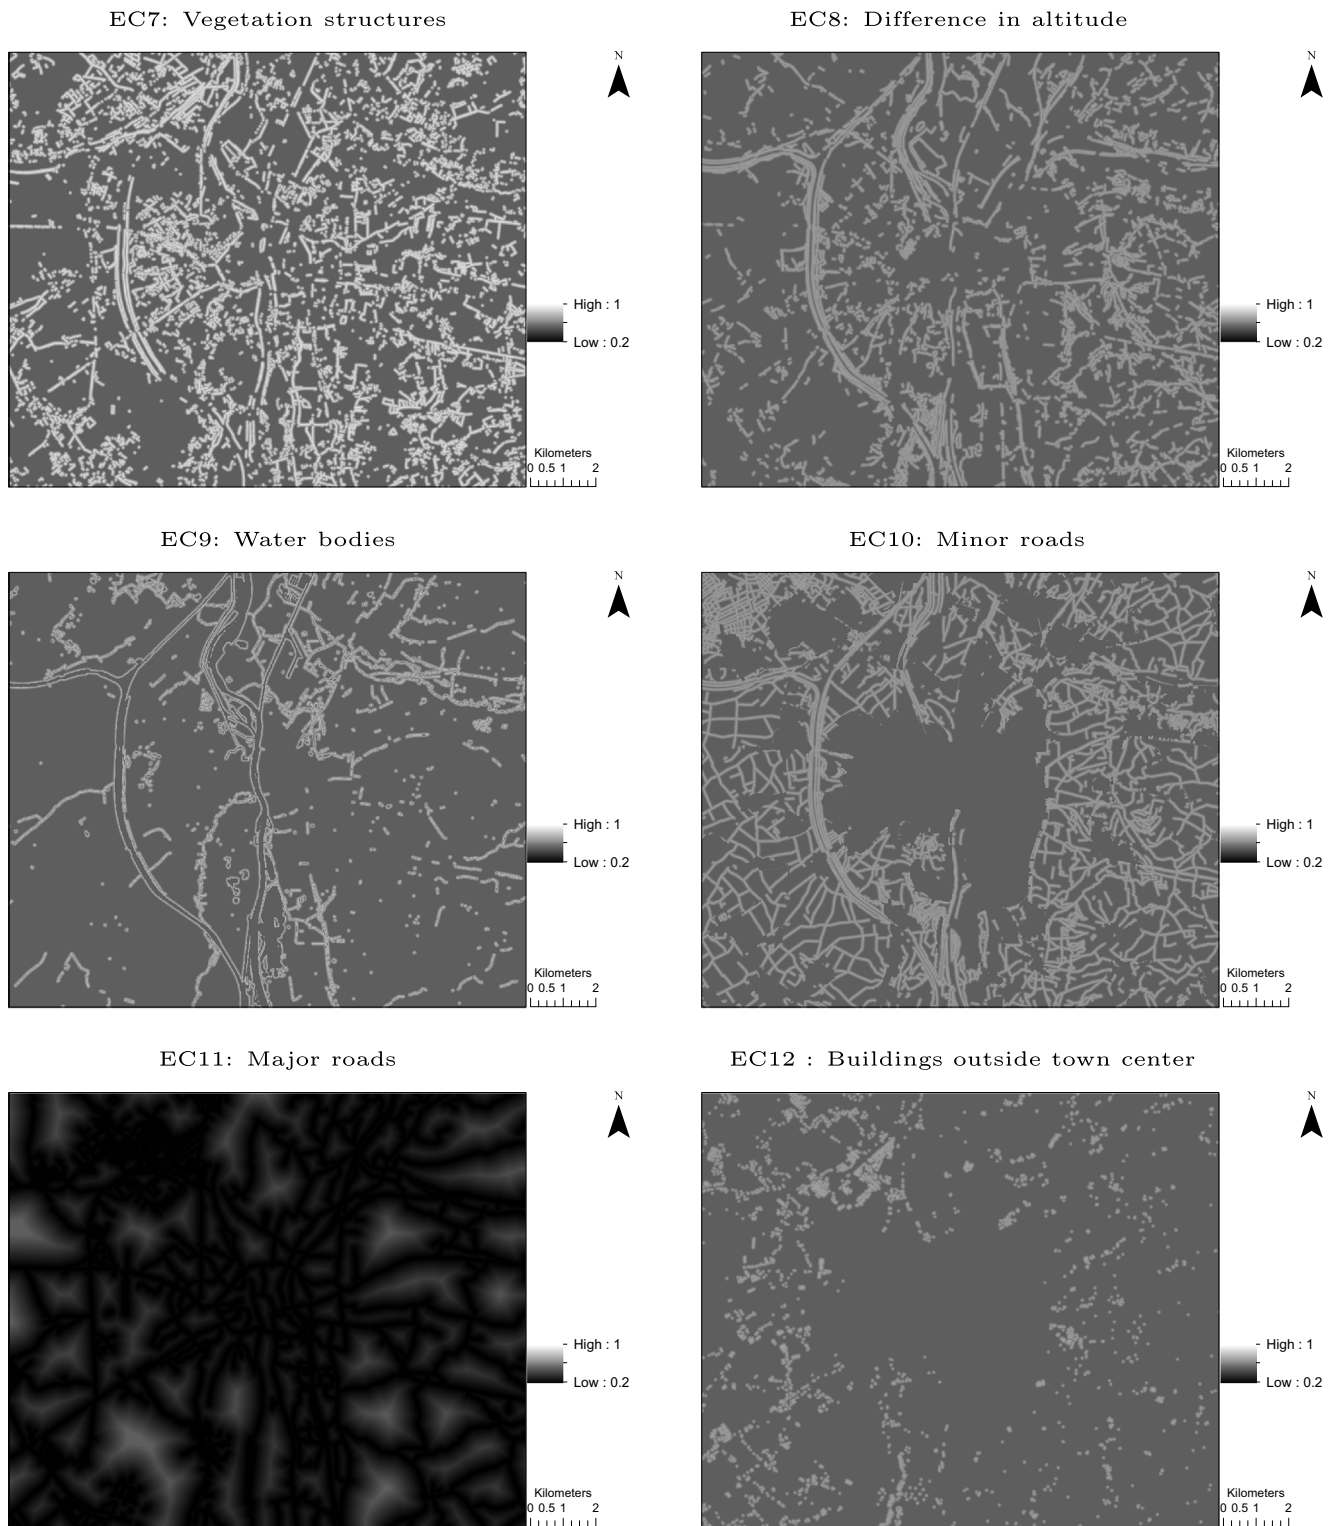 EC7: Vegetation structures
EC8: Difference in altitude
N
N
High : 1
Low : 0.2
High : 1
Low : 0.2
Kilometers
0 0.5 1 2
Kilometers
0 0.5 1 2
EC9: Water bodies
EC10: Minor roads
N
N
High : 1
Low : 0.2
High : 1
Low : 0.2
Kilometers
0 0.5 1 2
Kilometers
0 0.5 1 2
EC11: Major roads
EC12 : Buildings outside town center
N
N
High : 1
Low : 0.2
High : 1
Low : 0.2
Kilometers
0 0.5 1 2
Kilometers
0 0.5 1 2